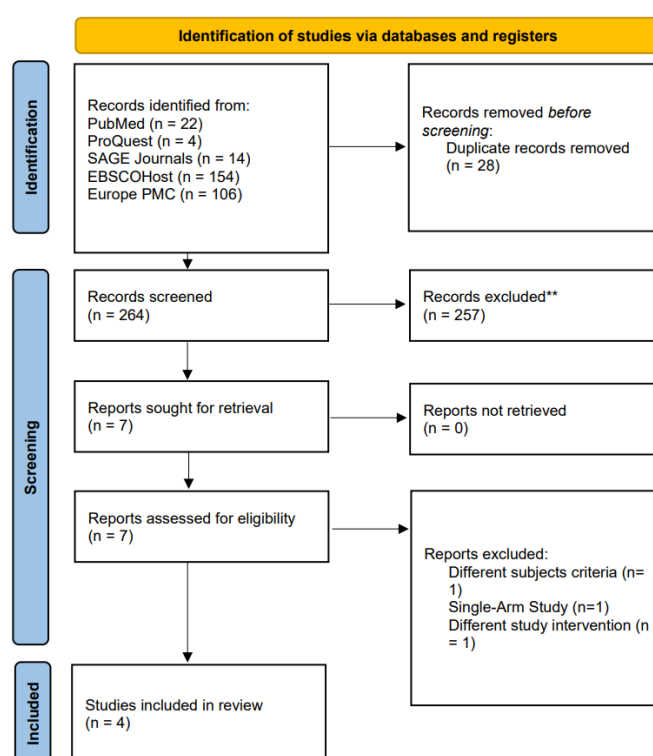 Identification of studies via databases and registers
Identification
Records identified from:
PubMed (n = 22)
ProQuest (n = 4)
SAGE Journals (n = 14)
EBSCOHost (n = 154)
Europe PMC (n = 106)
Records removed before
screening:
Duplicate records removed
(n = 28)
Screening
Records screened
(n = 264)
Records excluded**
(n = 257)
Reports sought for retrieval
(n = 7)
Reports not retrieved
(n = 0)
Reports assessed for eligibility
(n = 7)
Reports excluded:
Different subjects criteria (n=
1)
Single-Arm Study (n=1)
Different study intervention (n
= 1)
Included
Studies included in review
(n = 4)